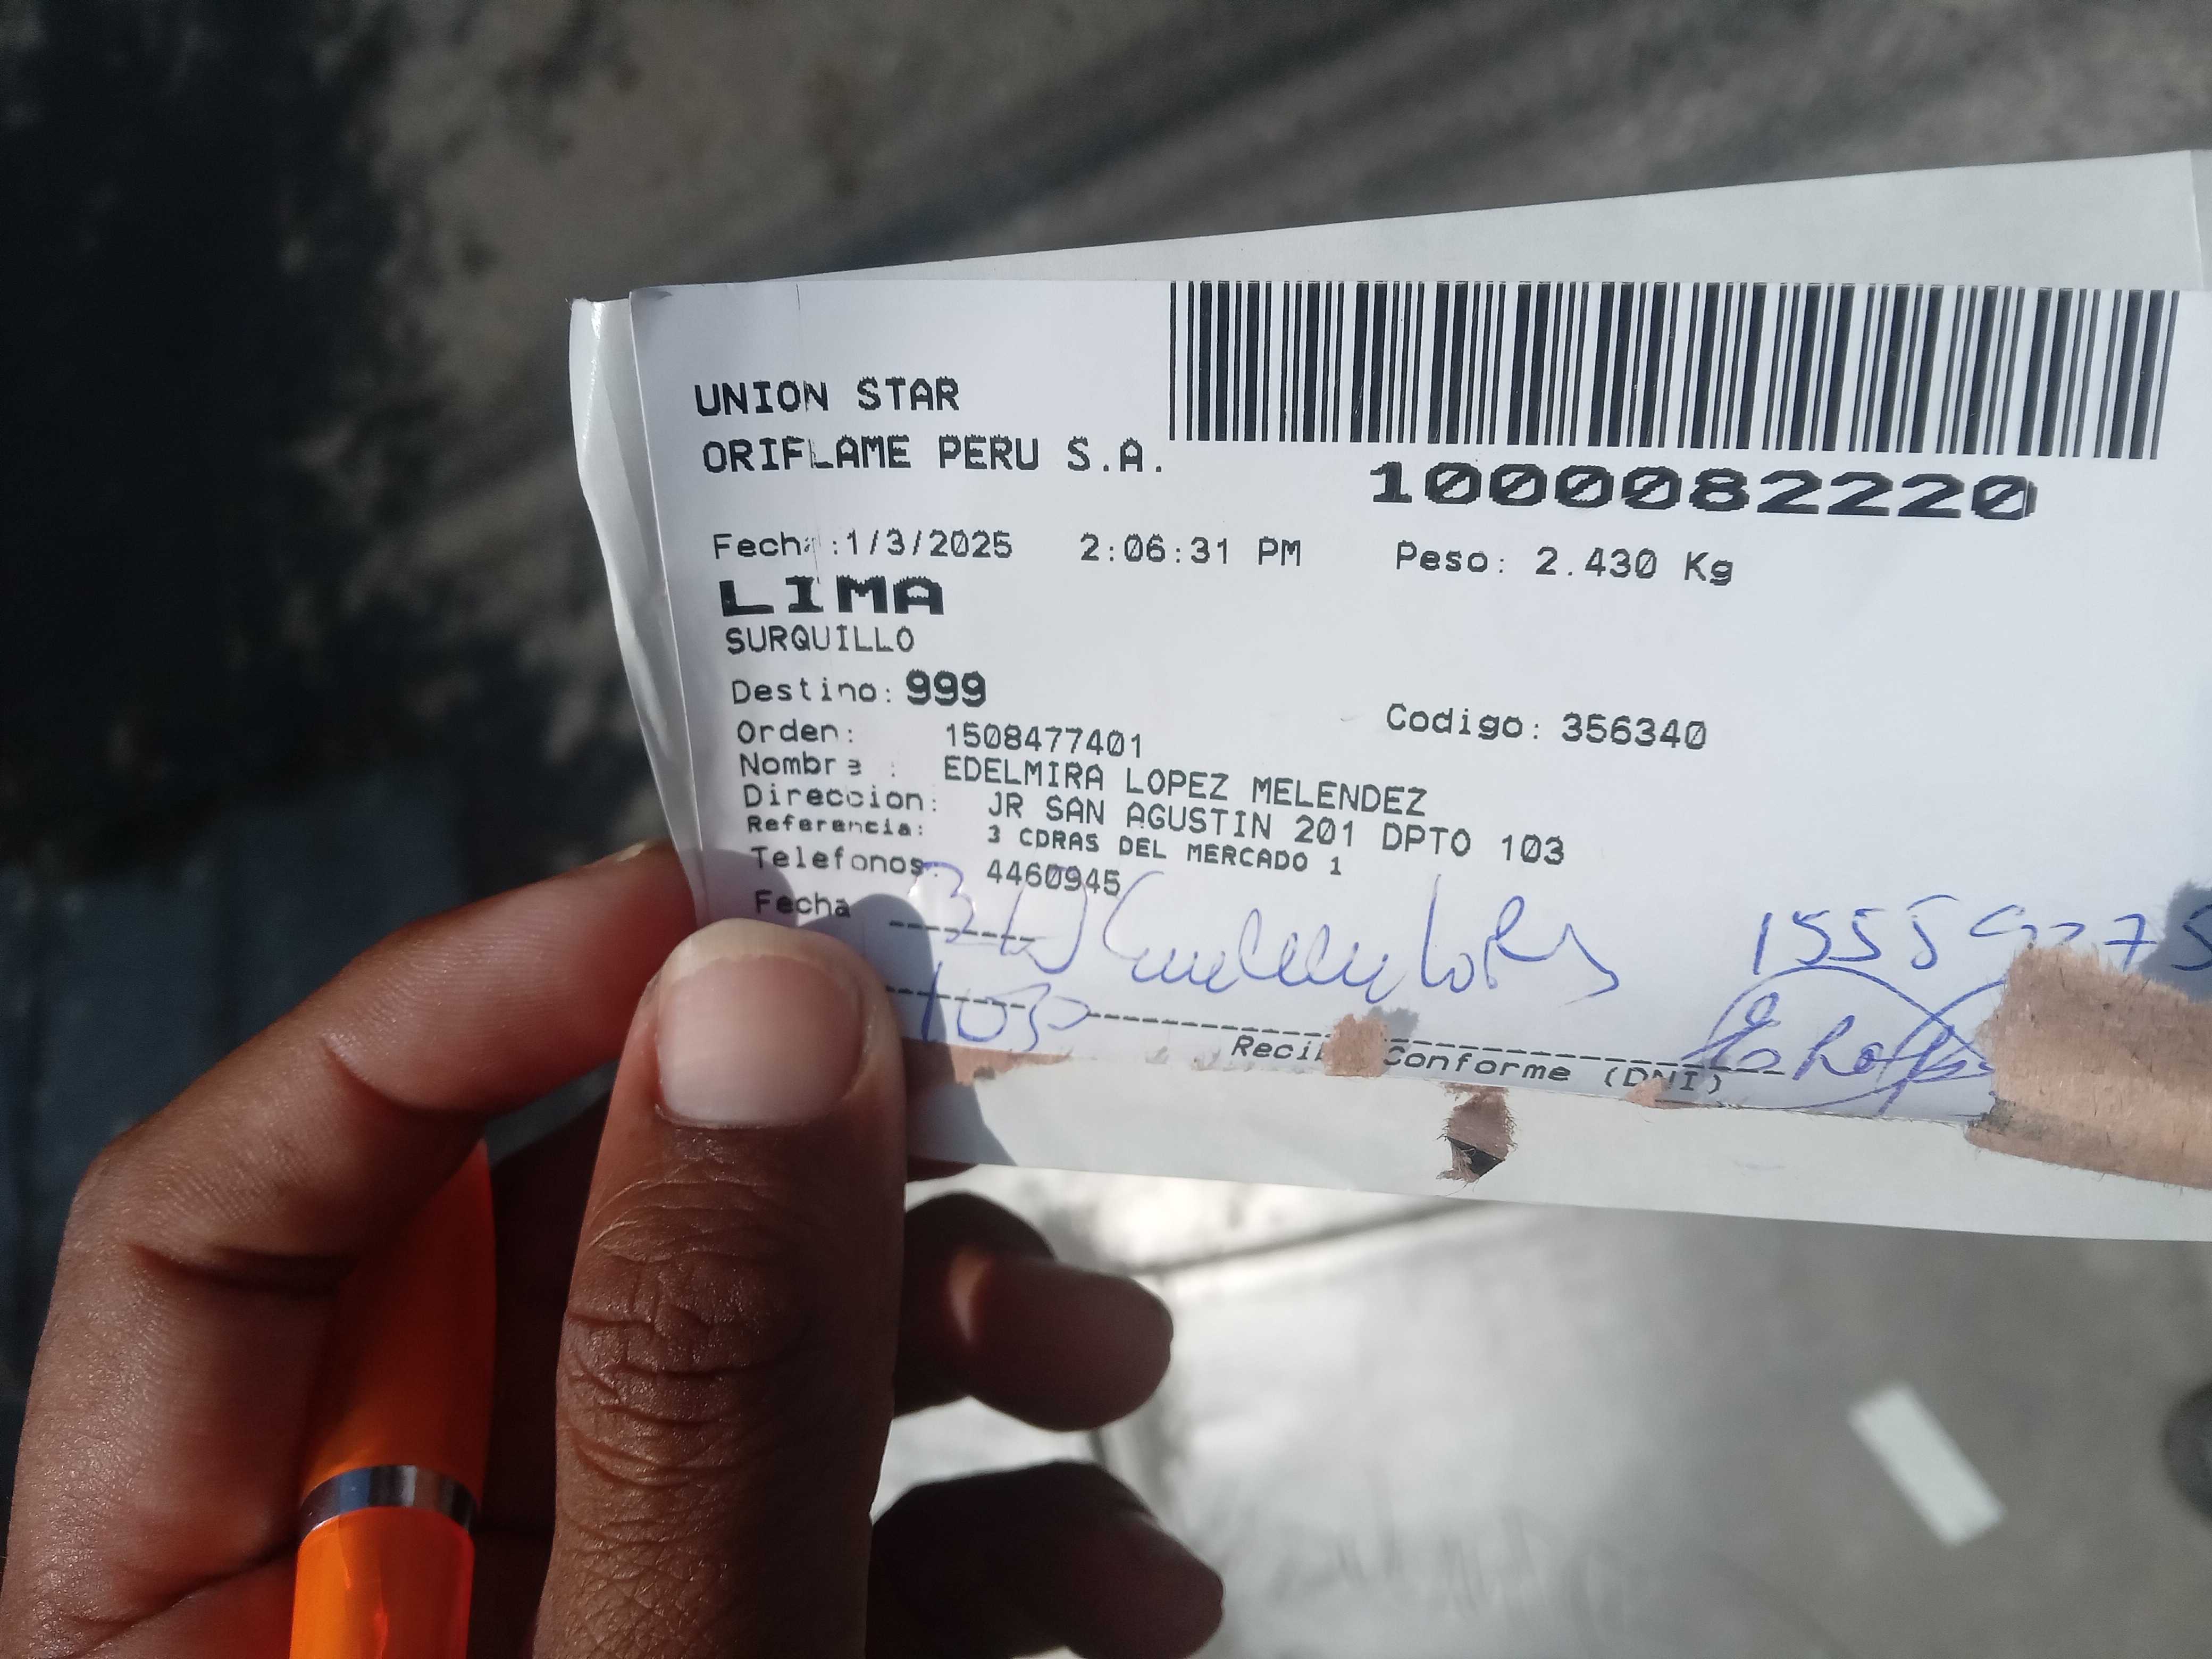 UNION STAR
ORIFLAME PERU S.A.
1000082220
Fecha :1/3/2025 2:06:31 PM Peso: 2.430 Kg
LIMA
SURQUILLO
Destino: 999
Codigo: 356340
Orden: 1508477401
Nombre : EDELMIRA LOPEZ MELENDEZ
Direccion: JR SAN AGUSTIN 201 DPTO 103
Referencia: 3 CDRAS DEL MERCADO 1
Telefonos: 4460945
Fecha
Conforme (DNI)